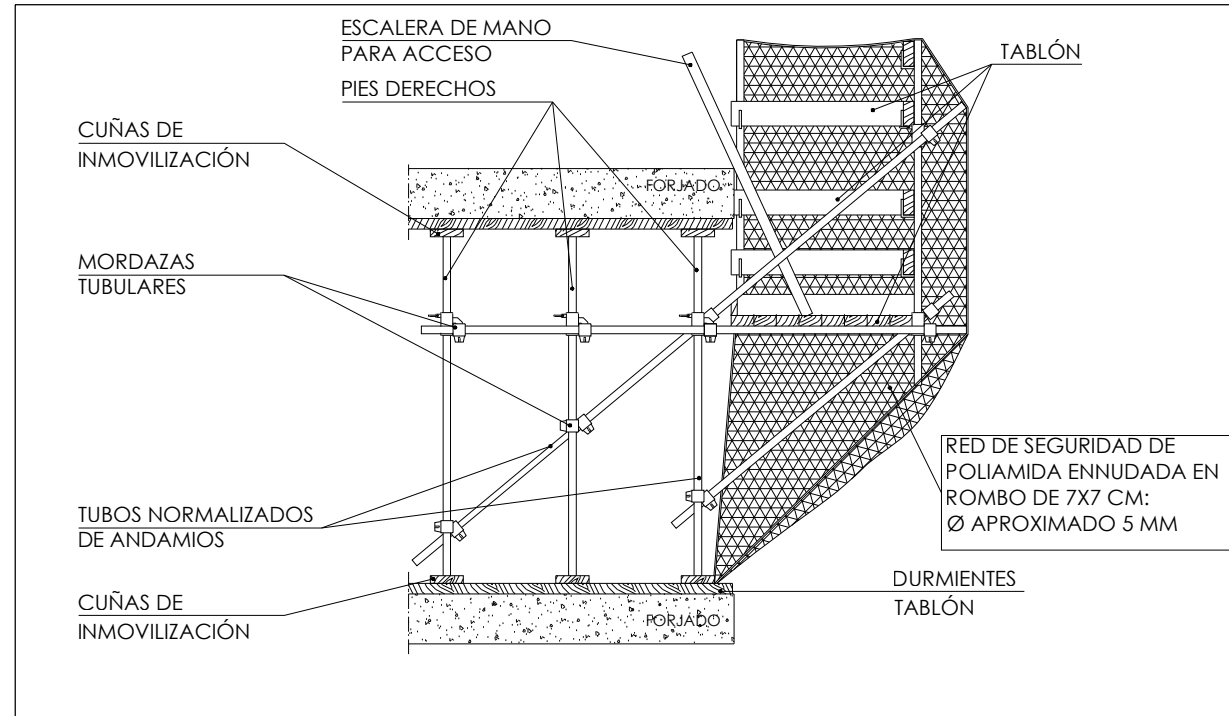 ESCALERA DE MANO
PARA ACCESO
TABLÓN
PIES DERECHOS
CUÑAS DE
INMOVILIZACIÓN
FORJADO
MORDAZAS
TUBULARES
RED DE SEGURIDAD DE
POLIAMIDA ENNUDADA EN
ROMBO DE 7X7 CM:
Ø APROXIMADO 5 MM
TUBOS NORMALIZADOS
DE ANDAMIOS
DURMIENTES
TABLÓN
CUÑAS DE
INMOVILIZACIÓN
FORJADO